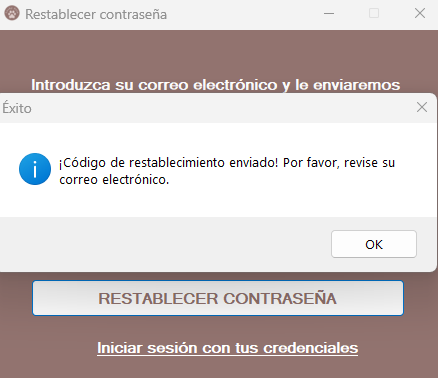 Restablecer contraseña
Introduzca su correo electrónico y le enviaremos
Éxito
¡Código de restablecimiento enviado! Por favor, revise su
correo electrónico.
OK
RESTABLECER CONTRASEÑA
Iniciar sesión con tus credenciales